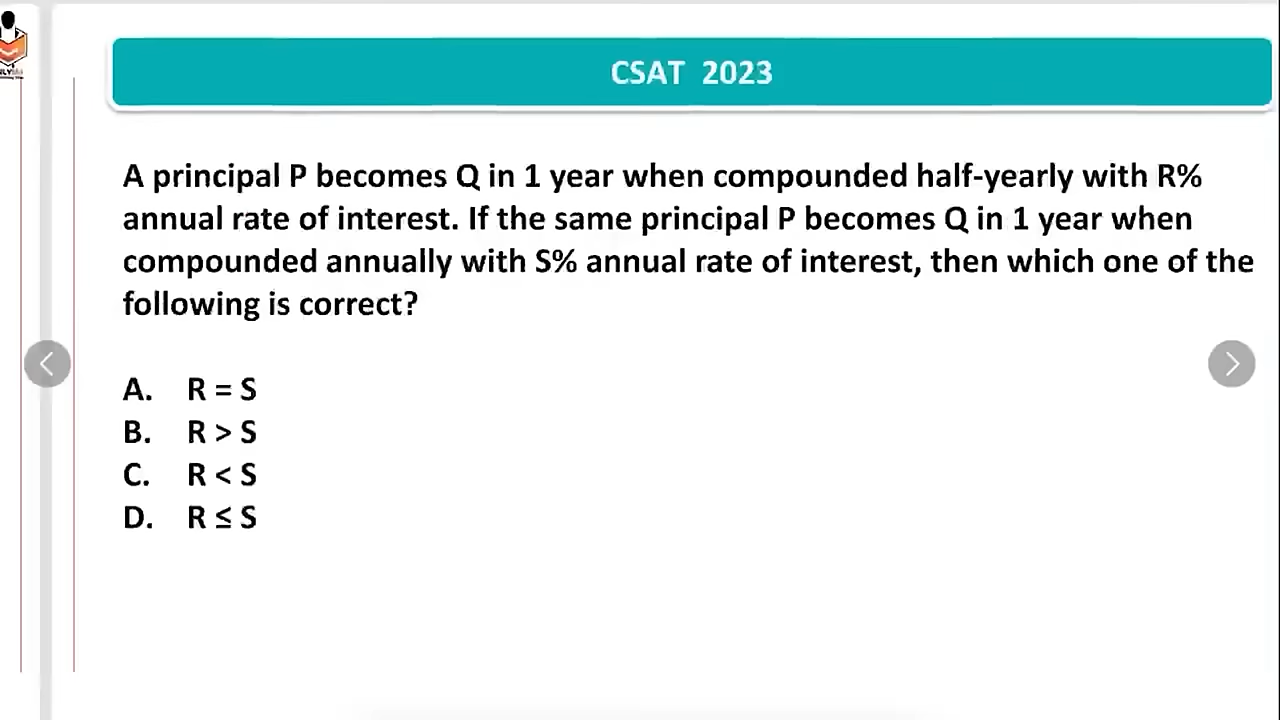 CSAT 2023
A principal P becomes Q in 1 year when compounded half-yearly with R%
annual rate of interest. If the same principal P becomes Q in 1 year when
compounded annually with S% annual rate of interest, then which one of the
following is correct?
A. R = S
B. R > S
C. R < S
D. R ≤ S